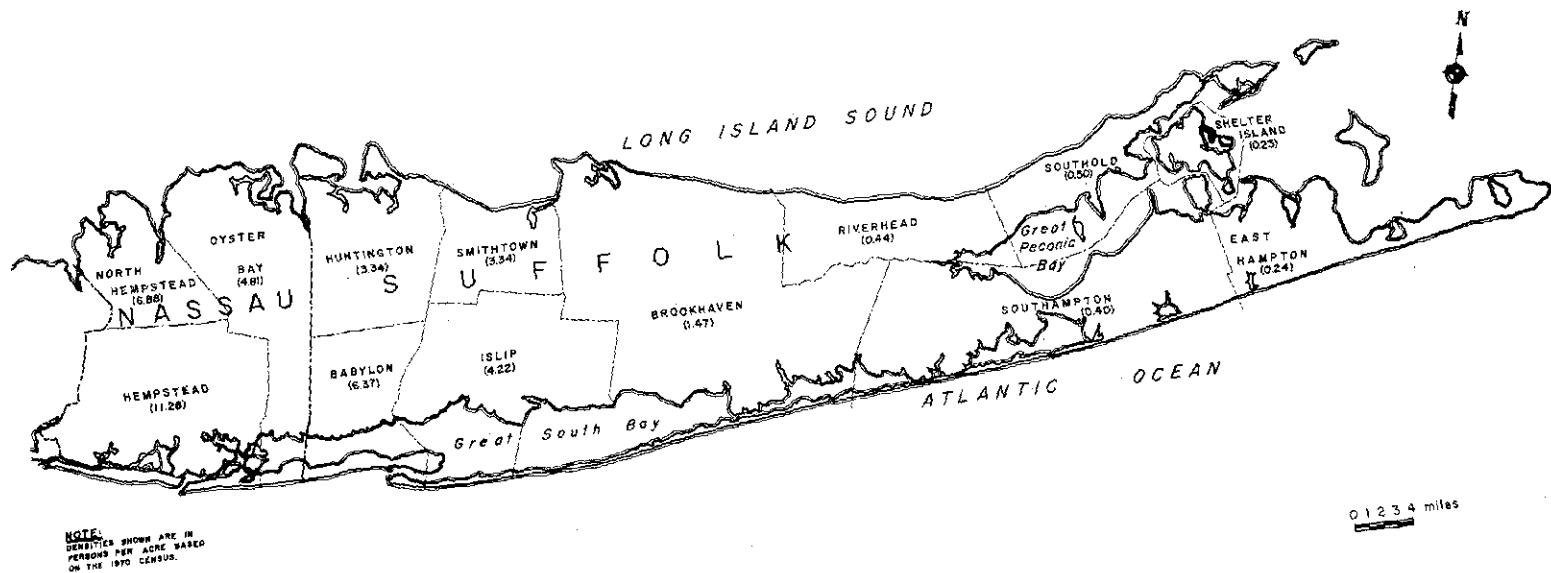 N
LONG ISLAND SOUND
SHELTER
ISLAND
(0.23)
SOUTHOLD
(0.50)
OYSTER
BAY
(4.81)
HUNTINGTON
(3.34)
SMITHTOWN
(3.34)
RIVERHEAD
(0.44)
Great
Peconic
Bay
EAST
HAMPTON
(0.24)
NORTH
HEMPSTEAD
(6.88)
NASSAU
SUFFOLK
BROOKHAVEN
(1.47)
SOUTHAMPTON
(0.40)
HEMPSTEAD
(11.26)
BABYLON
(6.37)
ISLIP
(4.22)
ATLANTIC OCEAN
Great South Bay
0 1 2 3 4 miles
NOTE:
DENSITIES SHOWN ARE IN
PERSONS PER ACRE BASED
ON THE 1970 CENSUS.